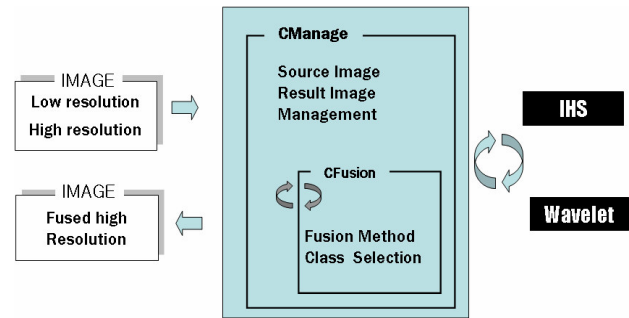 IMAGE
Low resolution
High resolution
IMAGE
Fused high
Resolution
CManage
Source Image
Result Image
Management
CFusion
Fusion Method
Class Selection
IHS
Wavelet